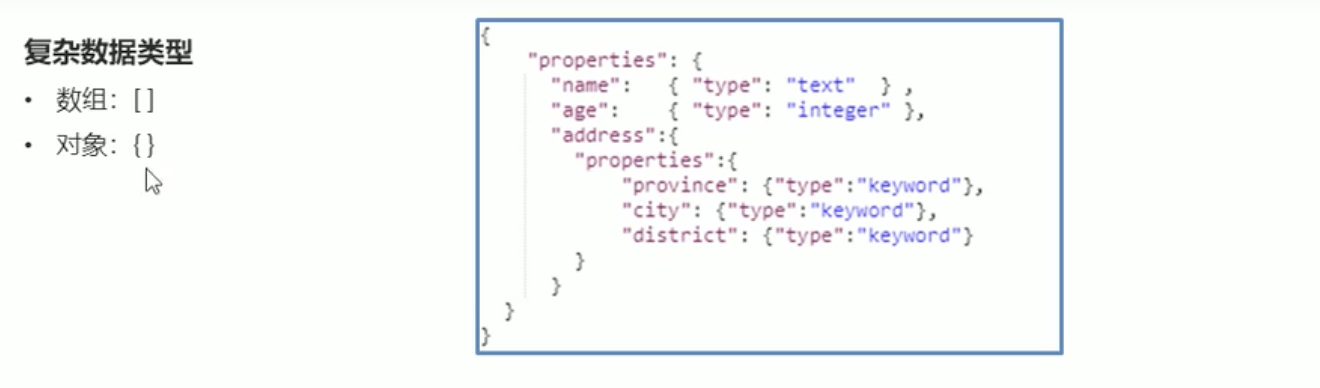 复杂数据类型
• 数组：[ ]
• 对象：{ }
{
    "properties": {
      "name":   { "type": "text"  } ,
      "age":    { "type": "integer" },
      "address":{
        "properties":{
            "province": {"type":"keyword"},
            "city": {"type":"keyword"},
            "district": {"type":"keyword"}
        }
      }
  }
}